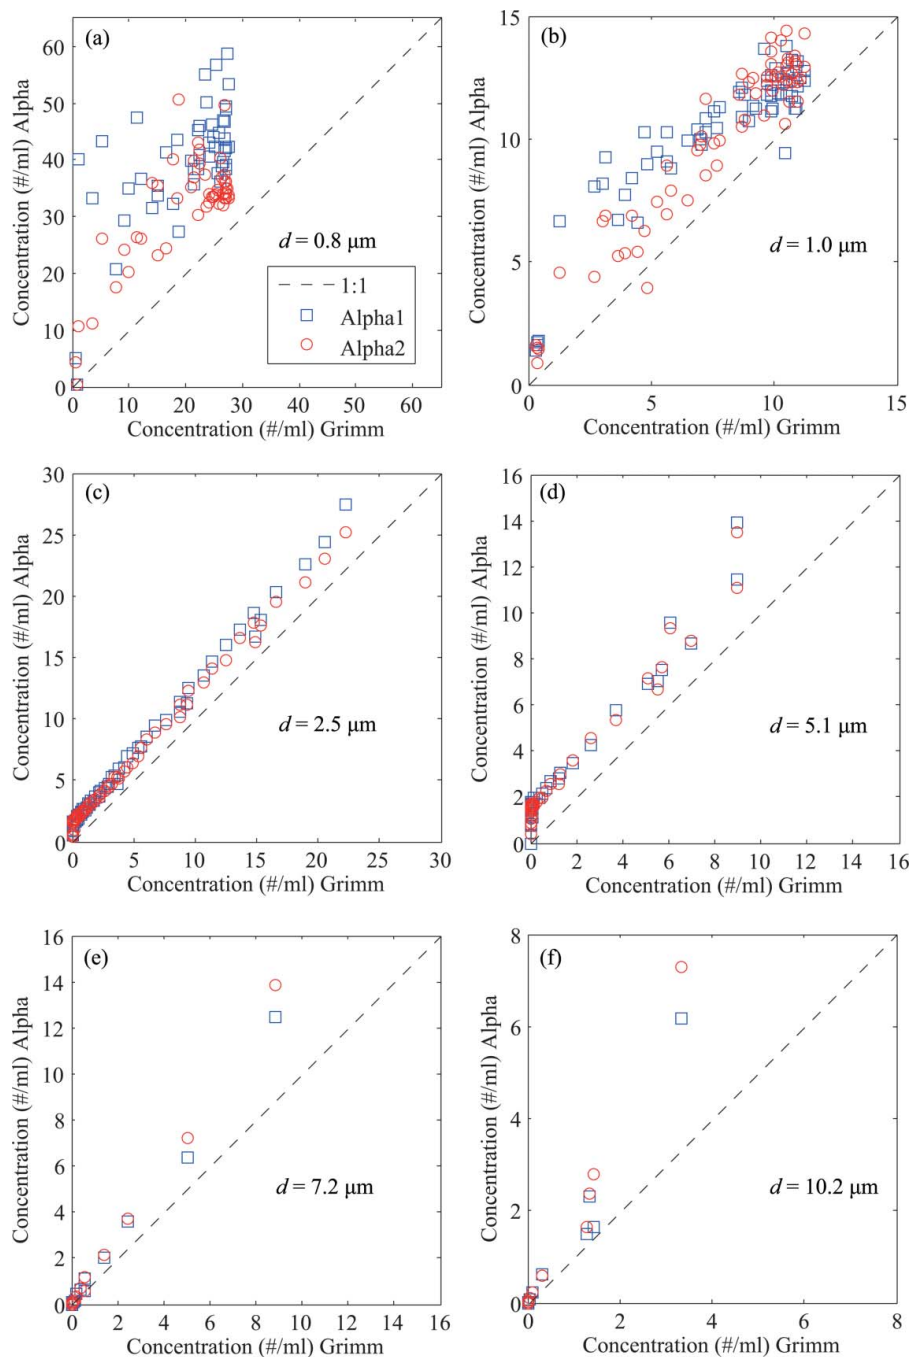 (a)
60
50
40
30
20
10
0
0 10 20 30 40 50 60
Concentration (#/ml) Alpha
Concentration (#/ml) Grimm
d = 0.8 μm
1:1
Alpha1
Alpha2
(b)
15
10
5
0
0 5 10 15
Concentration (#/ml) Alpha
Concentration (#/ml) Grimm
d = 1.0 μm
(c)
30
25
20
15
10
5
0
0 5 10 15 20 25 30
Concentration (#/ml) Alpha
Concentration (#/ml) Grimm
d = 2.5 μm
(d)
16
14
12
10
8
6
4
2
0
0 2 4 6 8 10 12 14 16
Concentration (#/ml) Alpha
Concentration (#/ml) Grimm
d = 5.1 μm
(e)
16
14
12
10
8
6
4
2
0
0 2 4 6 8 10 12 14 16
Concentration (#/ml) Alpha
Concentration (#/ml) Grimm
d = 7.2 μm
(f)
8
6
4
2
0
0 2 4 6 8
Concentration (#/ml) Alpha
Concentration (#/ml) Grimm
d = 10.2 μm